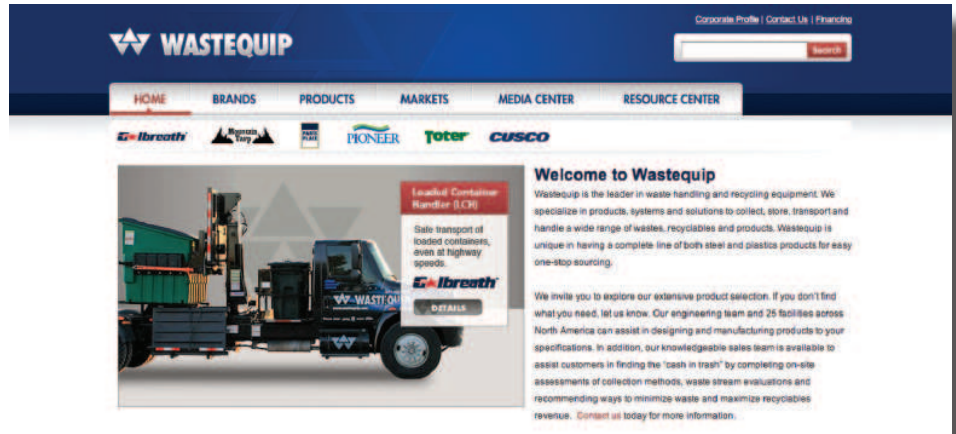 Corporate Profile | Contact Us | Financing
WASTEQUIP
Search
HOME BRANDS PRODUCTS MARKETS MEDIA CENTER RESOURCE CENTER
Galbreath Mountain Tarp PARTS PLACE PIONEER Toter CUSCO
Loaded Container
Handler (LCH)
Safe transport of
loaded containers,
even at highway
speeds.
Galbreath
DETAILS
WASTEQU
Welcome to Wastequip
Wastequip is the leader in waste handling and recycling equipment. We
specialize in products, systems and solutions to collect, store, transport and
handle a wide range of wastes, recyclables and products. Wastequip is
unique in having a complete line of both steel and plastics products for easy
one-stop sourcing.
We invite you to explore our extensive product selection. If you don't find
what you need, let us know. Our engineering team and 25 facilities across
North America can assist in designing and manufacturing products to your
specifications. In addition, our knowledgeable sales team is available to
assist customers in finding the "cash in trash" by completing on-site
assessments of collection methods, waste stream evaluations and
recommending ways to minimize waste and maximize recyclables
revenue. Contact us today for more information.